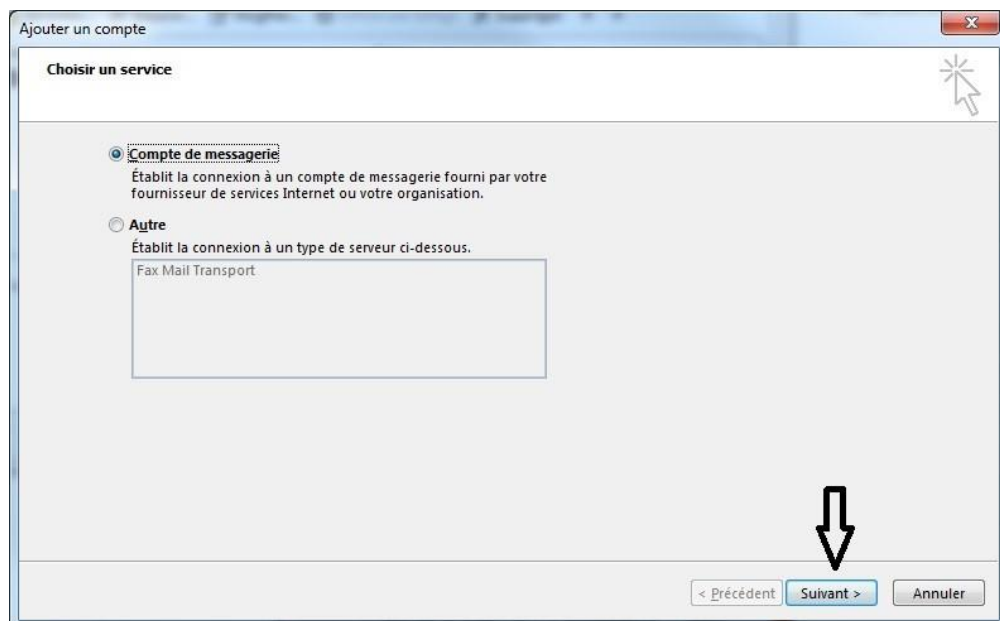 Ajouter un compte
Choisir un service
Compte de messagerie
Établit la connexion à un compte de messagerie fourni par votre
fournisseur de services Internet ou votre organisation.
Autre
Établit la connexion à un type de serveur ci-dessous.
Fax Mail Transport
< Précédent Suivant > Annuler